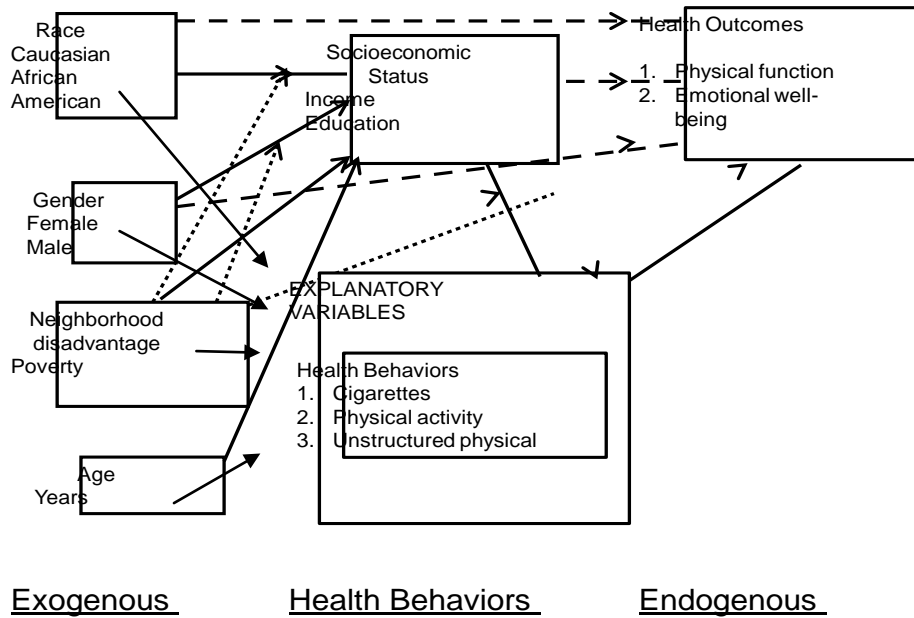 Race
Caucasian
African
American
Socioeconomic
Status
Income
Education
Health Outcomes
1. Physical function
2. Emotional well-
being
Gender
Female
Male
Neighborhood
disadvantage
Poverty
Age
Years
EXPLANATORY
VARIABLES
Health Behaviors
1. Cigarettes
2. Physical activity
3. Unstructured physical
Exogenous
Health Behaviors
Endogenous